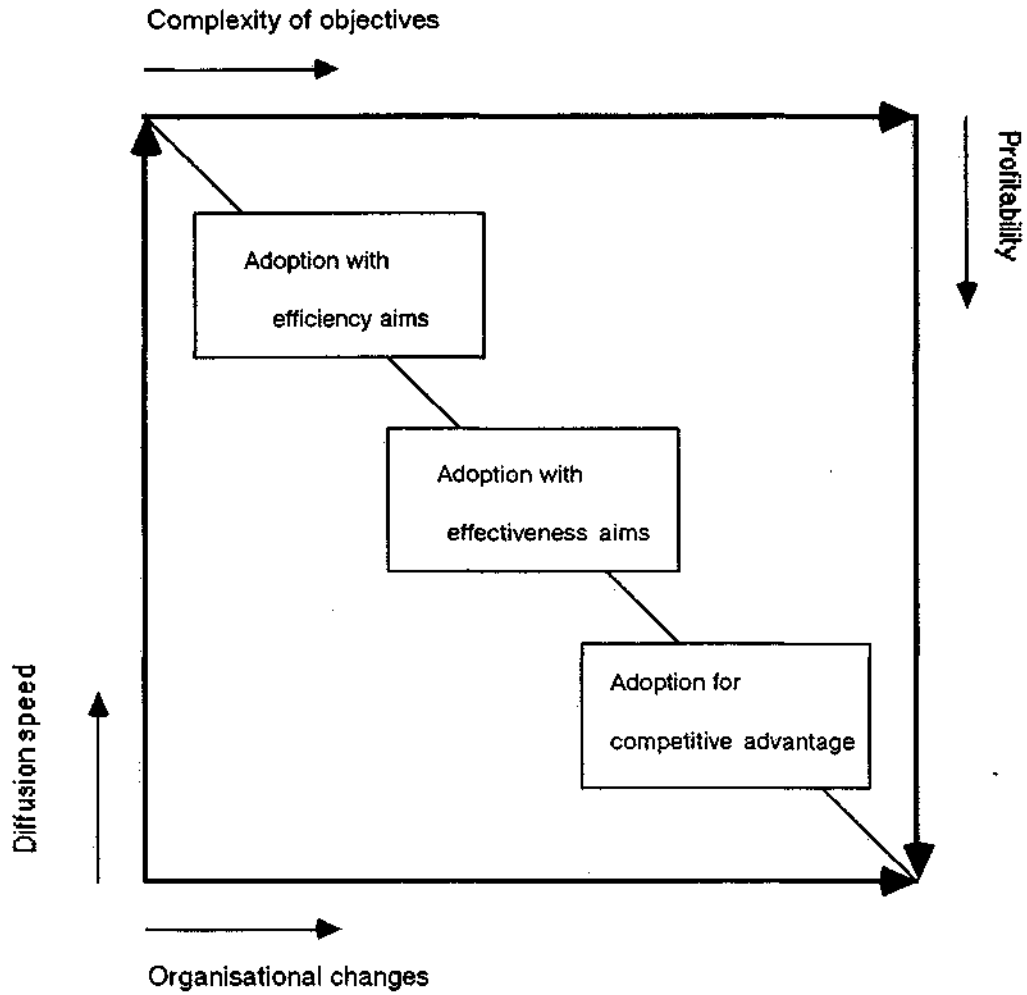 Complexity of objectives
Profitability
Adoption with
efficiency aims
Adoption with
effectiveness aims
Adoption for
competitive advantage
Diffusion speed
Organisational changes